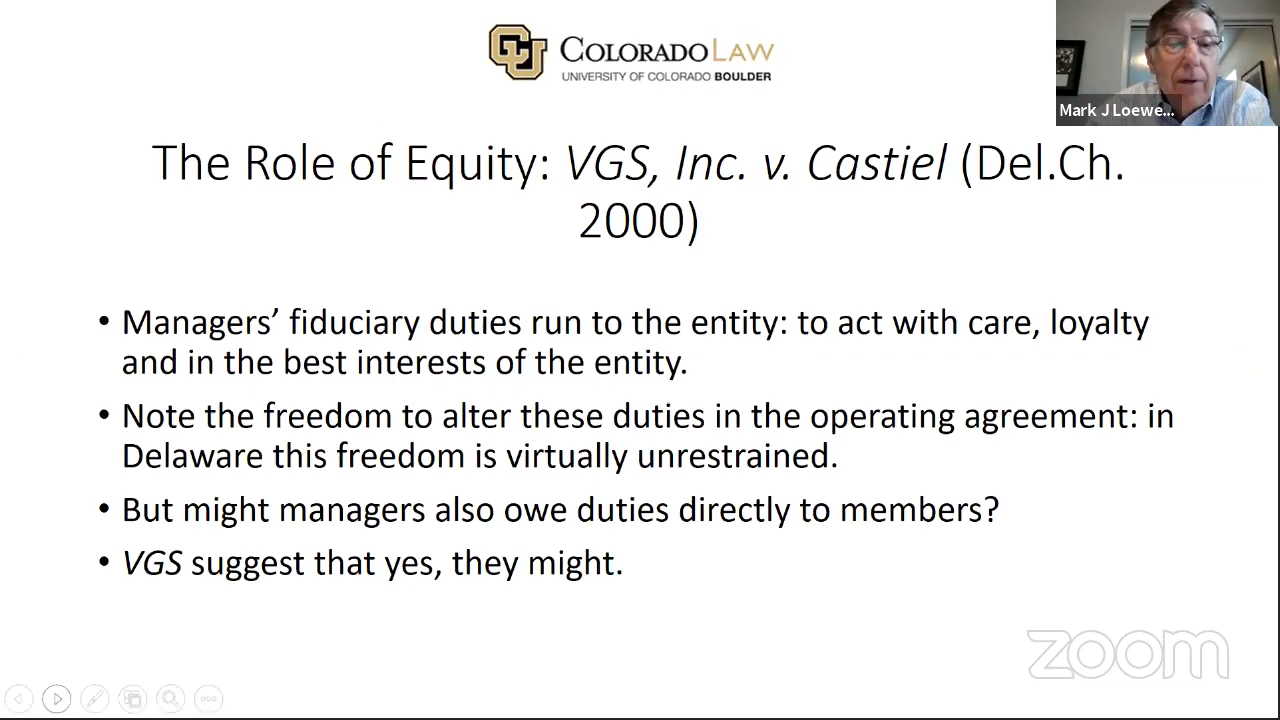 COLORADO LAW
UNIVERSITY OF COLORADO BOULDER
Mark J Loewe...
The Role of Equity: VGS, Inc. v. Castiel (Del.Ch.
2000)
• Managers’ fiduciary duties run to the entity: to act with care, loyalty
and in the best interests of the entity.
• Note the freedom to alter these duties in the operating agreement: in
Delaware this freedom is virtually unrestrained.
• But might managers also owe duties directly to members?
• VGS suggest that yes, they might.
zoom